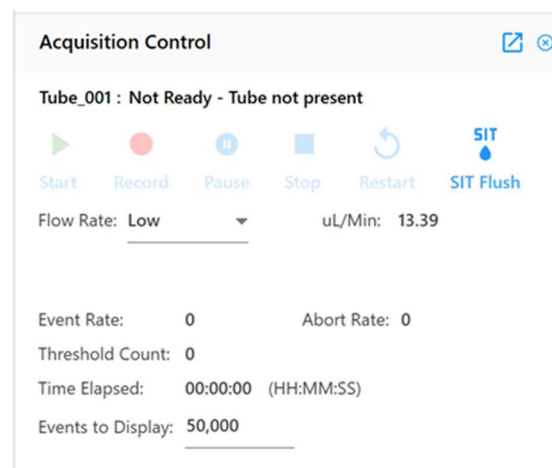 Acquisition Control
Tube_001 : Not Ready - Tube not present
SIT
Start Record Pause Stop Restart SIT Flush
Flow Rate: Low uL/Min: 13.39
Event Rate: 0 Abort Rate: 0
Threshold Count: 0
Time Elapsed: 00:00:00 (HH:MM:SS)
Events to Display: 50,000